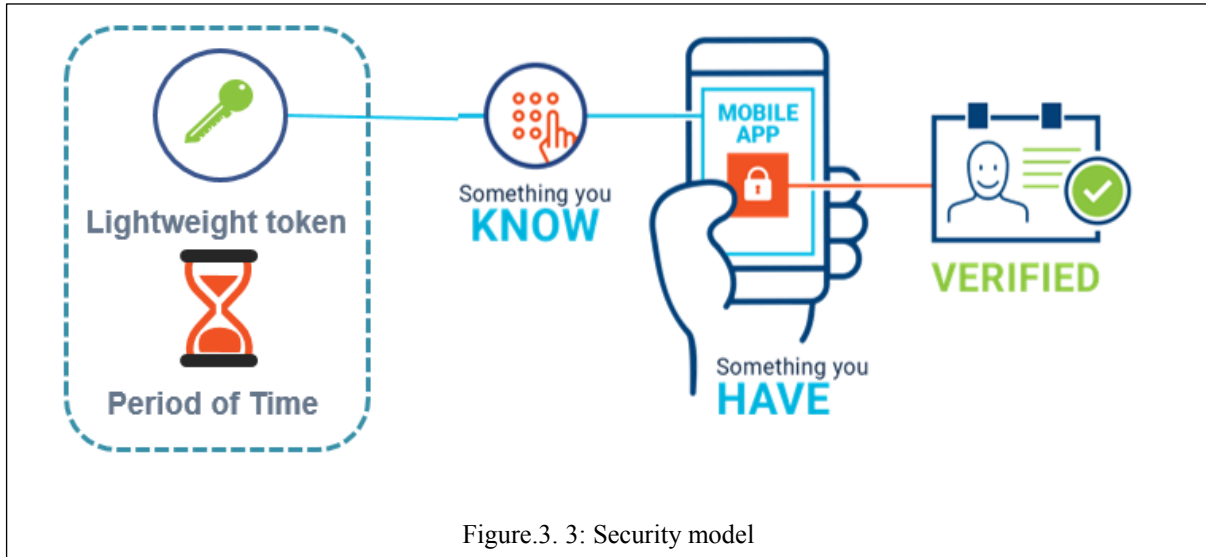 Lightweight token
Period of Time
Something you
KNOW
MOBILE
APP
Something you
HAVE
VERIFIED
Figure.3. 3: Security model